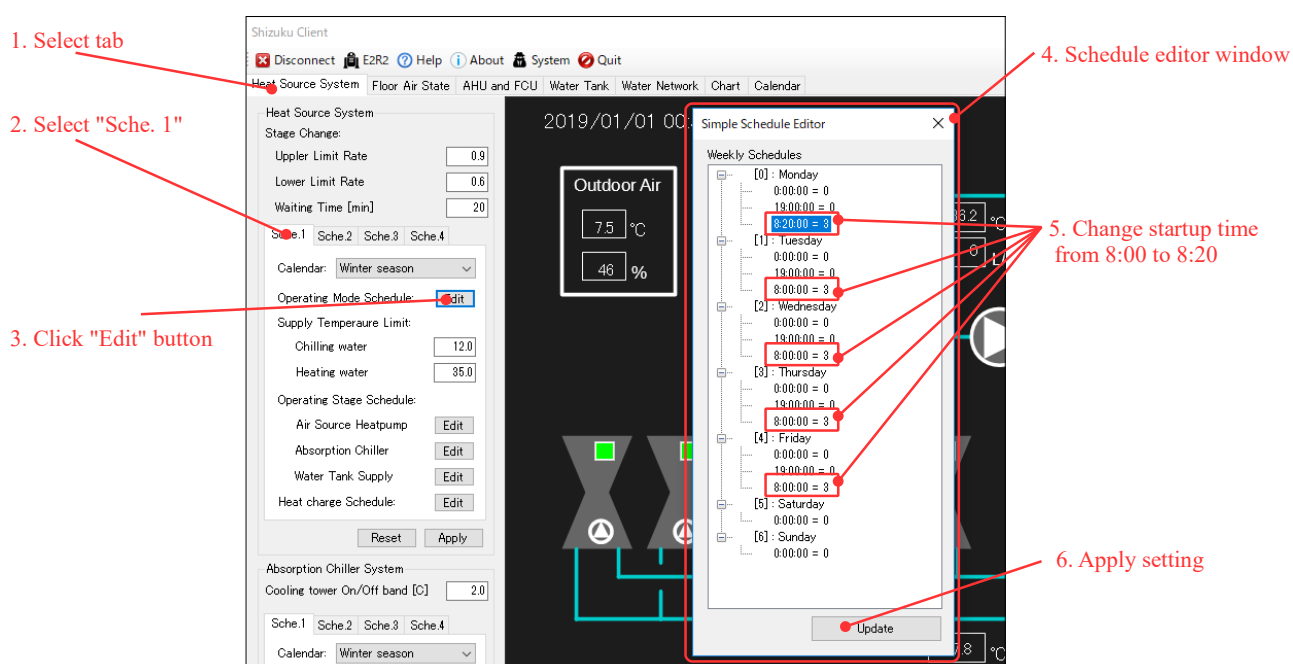 1. Select tab
2. Select "Sche. 1"
3. Click "Edit" button
Shizuku Client
Disconnect E2R2 Help About System Quit
Heat Source System Floor Air State AHU and FCU Water Tank Water Network Chart Calendar
Heat Source System
Stage Change:
Uppler Limit Rate 0.9
Lower Limit Rate 0.6
Waiting Time [min] 20
Sche.1 Sche.2 Sche.3 Sche.4
Calendar: Winter season
Operating Mode Schedule: Edit
Supply Temperaure Limit:
Chilling water 12.0
Heating water 35.0
Operating Stage Schedule:
Air Source Heatpump Edit
Absorption Chiller Edit
Water Tank Supply Edit
Heat charge Schedule: Edit
Reset Apply
Absorption Chiller System
Cooling tower On/Off band [C] 2.0
Sche.1 Sche.2 Sche.3 Sche.4
Calendar: Winter season
2019/01/01 00:
Outdoor Air
7.5 °C
46 %
Simple Schedule Editor
Weekly Schedules
[0] : Monday
0:00:00 = 0
19:00:00 = 0
8:20:00 = 3
[1] : Tuesday
0:00:00 = 0
19:00:00 = 0
8:00:00 = 3
[2] : Wednesday
0:00:00 = 0
19:00:00 = 0
8:00:00 = 3
[3] : Thursday
0:00:00 = 0
19:00:00 = 0
8:00:00 = 3
[4] : Friday
0:00:00 = 0
19:00:00 = 0
8:00:00 = 3
[5] : Saturday
0:00:00 = 0
[6] : Sunday
0:00:00 = 0
Update
6.2 °C
0
7.8 °C
4. Schedule editor window
5. Change startup time
from 8:00 to 8:20
6. Apply setting